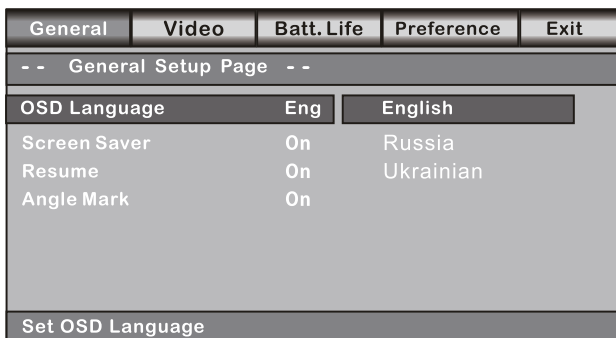 General Video Batt. Life Preference Exit
-- General Setup Page --
OSD Language Eng English
Screen Saver On Russia
Resume On Ukrainian
Angle Mark On
Set OSD Language